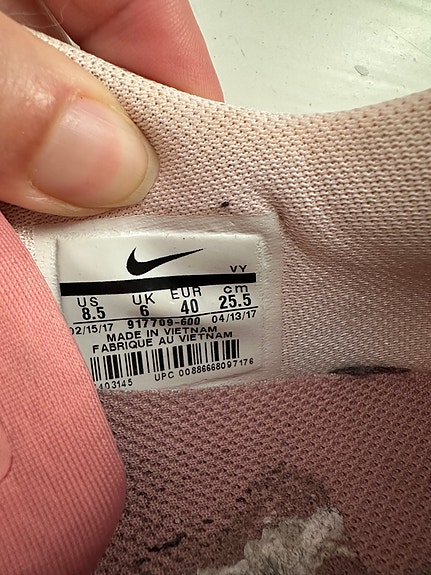 VY
US UK EUR cm
8.5 6 40 25.5
02/15/17 917709-600 04/13/17
MADE IN VIETNAM
FABRIQUE AU VIETNAM
403145 UPC 00886668097176